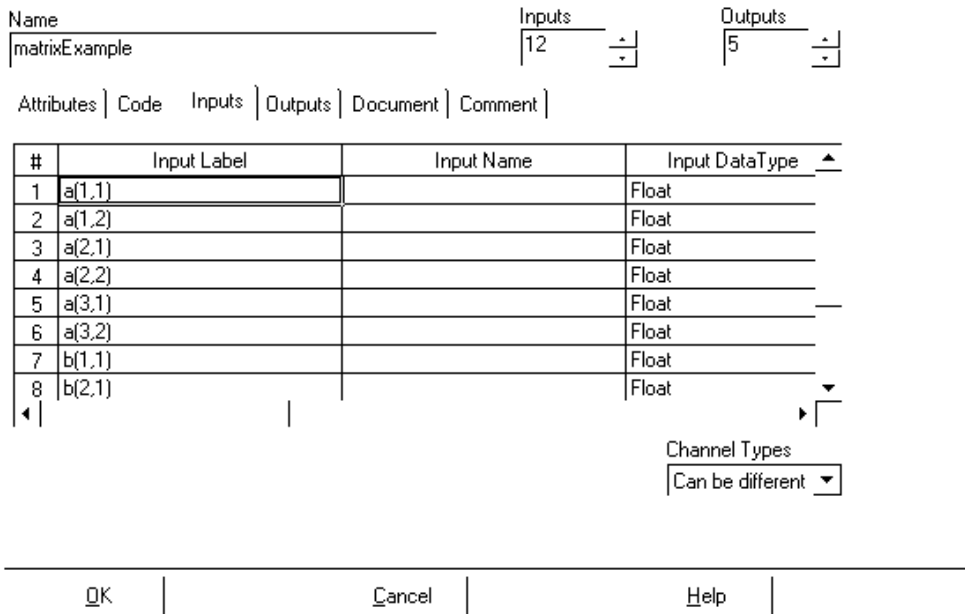 Name Inputs Outputs
matrixExample 12 5
Attributes Code Inputs Outputs Document Comment
# Input Label Input Name Input DataType
1 a(1,1) Float
2 a(1,2) Float
3 a(2,1) Float
4 a(2,2) Float
5 a(3,1) Float
6 a(3,2) Float
7 b(1,1) Float
8 b(2,1) Float
Channel Types
Can be different
OK Cancel Help